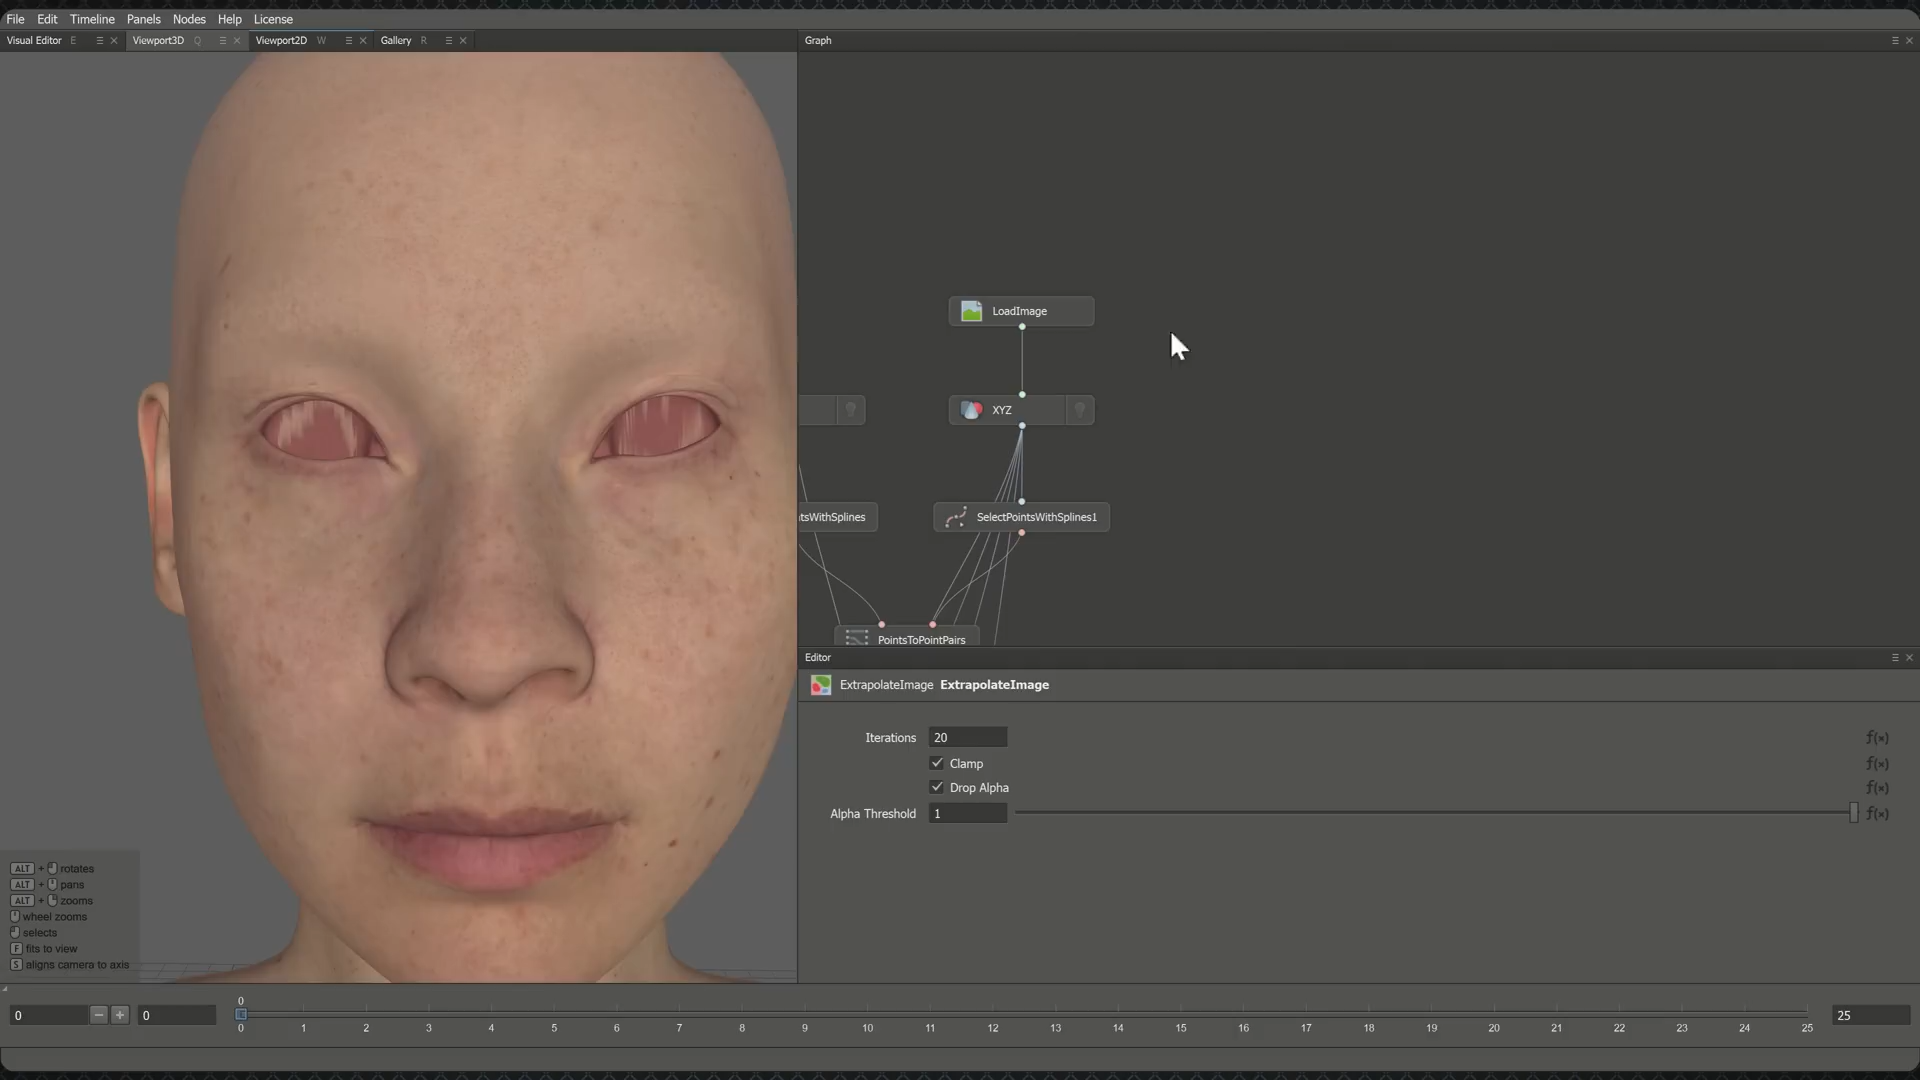 File Edit Timeline Panels Nodes Help License
Visual Editor E Viewport3D Q Viewport2D W Gallery R Graph
LoadImage
XYZ
tsWithSplines SelectPointsWithSplines1
PointsToPointPairs
Editor
ExtrapolateImage ExtrapolateImage
Iterations 20 f(×)
Clamp f(×)
Drop Alpha f(×)
Alpha Threshold 1 f(×)
ALT + rotates
ALT + pans
ALT + zooms
wheel zooms
selects
F fits to view
S aligns camera to axis
0
0 − + 0 25
0 1 2 3 4 5 6 7 8 9 10 11 12 13 14 15 16 17 18 19 20 21 22 23 24 25